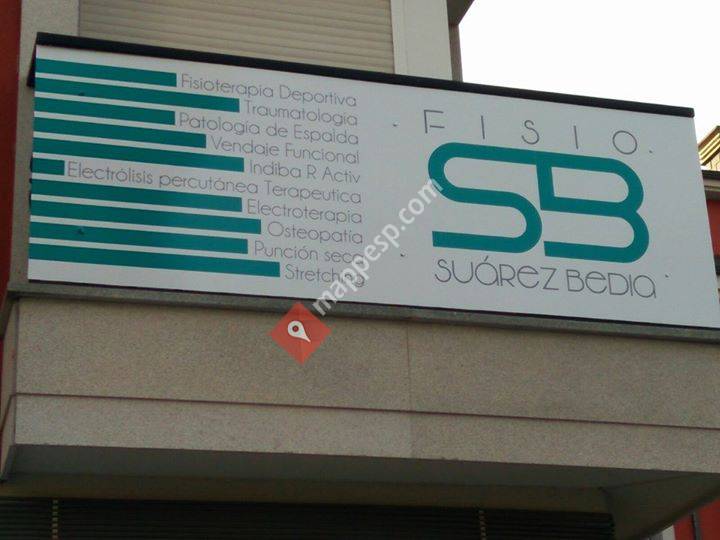 Fisioterapia Deportiva
Traumatología
Patología de Espalda
Vendaje Funcional
Indiba R Activ
Electrólisis percutánea Terapeutica
Electroterapia
Osteopatía
Punción seca
Stretching
FISIO.
SB
SUÁREZ BEDIA
mappesp.com